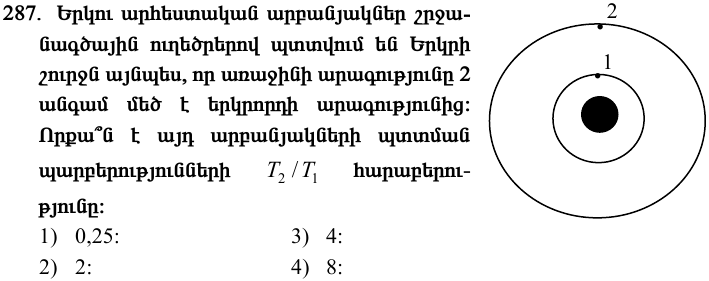 287. Երկու արհեստական արբանյակներ շրջա-
նագծային ուղեծրերով պտտվում են Երկրի
շուրջն այնպես, որ առաջինի արագությունը 2
անգամ մեծ է երկրորդի արագությունից:
Որքա՞ն է այդ արբանյակների պտտման
պարբերությունների T₂ / T₁ հարաբերու-
թյունը:
1) 0,25: 3) 4:
2) 2: 4) 8:
2
1